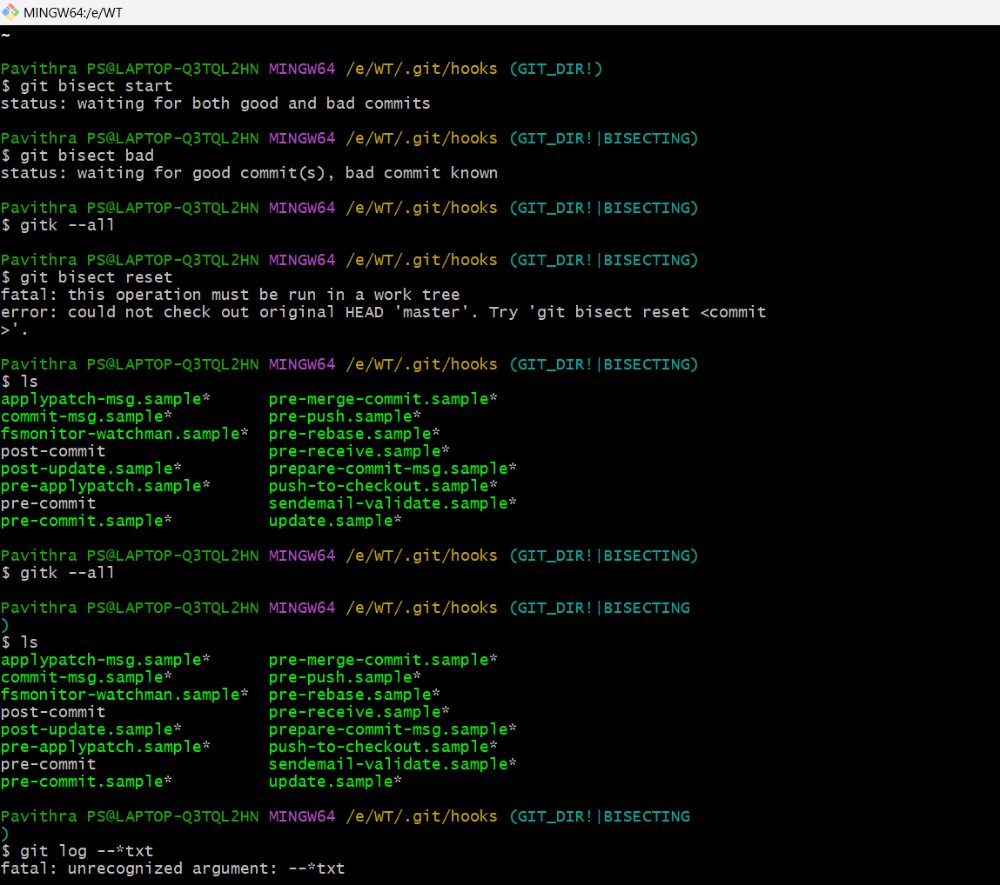 MINGW64:/e/WT
~
Pavithra PS@LAPTOP-Q3TQL2HN MINGW64 /e/WT/.git/hooks (GIT_DIR!)
$ git bisect start
status: waiting for both good and bad commits
Pavithra PS@LAPTOP-Q3TQL2HN MINGW64 /e/WT/.git/hooks (GIT_DIR!|BISECTING)
$ git bisect bad
status: waiting for good commit(s), bad commit known
Pavithra PS@LAPTOP-Q3TQL2HN MINGW64 /e/WT/.git/hooks (GIT_DIR!|BISECTING)
$ gitk --all
Pavithra PS@LAPTOP-Q3TQL2HN MINGW64 /e/WT/.git/hooks (GIT_DIR!|BISECTING)
$ git bisect reset
fatal: this operation must be run in a work tree
error: could not check out original HEAD 'master'. Try 'git bisect reset <commit
>'.
Pavithra PS@LAPTOP-Q3TQL2HN MINGW64 /e/WT/.git/hooks (GIT_DIR!|BISECTING)
$ ls
applypatch-msg.sample* pre-merge-commit.sample*
commit-msg.sample* pre-push.sample*
fsmonitor-watchman.sample* pre-rebase.sample*
post-commit pre-receive.sample*
post-update.sample* prepare-commit-msg.sample*
pre-applypatch.sample* push-to-checkout.sample*
pre-commit sendemail-validate.sample*
pre-commit.sample* update.sample*
Pavithra PS@LAPTOP-Q3TQL2HN MINGW64 /e/WT/.git/hooks (GIT_DIR!|BISECTING)
$ gitk --all
Pavithra PS@LAPTOP-Q3TQL2HN MINGW64 /e/WT/.git/hooks (GIT_DIR!|BISECTING
)
$ ls
applypatch-msg.sample* pre-merge-commit.sample*
commit-msg.sample* pre-push.sample*
fsmonitor-watchman.sample* pre-rebase.sample*
post-commit pre-receive.sample*
post-update.sample* prepare-commit-msg.sample*
pre-applypatch.sample* push-to-checkout.sample*
pre-commit sendemail-validate.sample*
pre-commit.sample* update.sample*
Pavithra PS@LAPTOP-Q3TQL2HN MINGW64 /e/WT/.git/hooks (GIT_DIR!|BISECTING
)
$ git log --*txt
fatal: unrecognized argument: --*txt